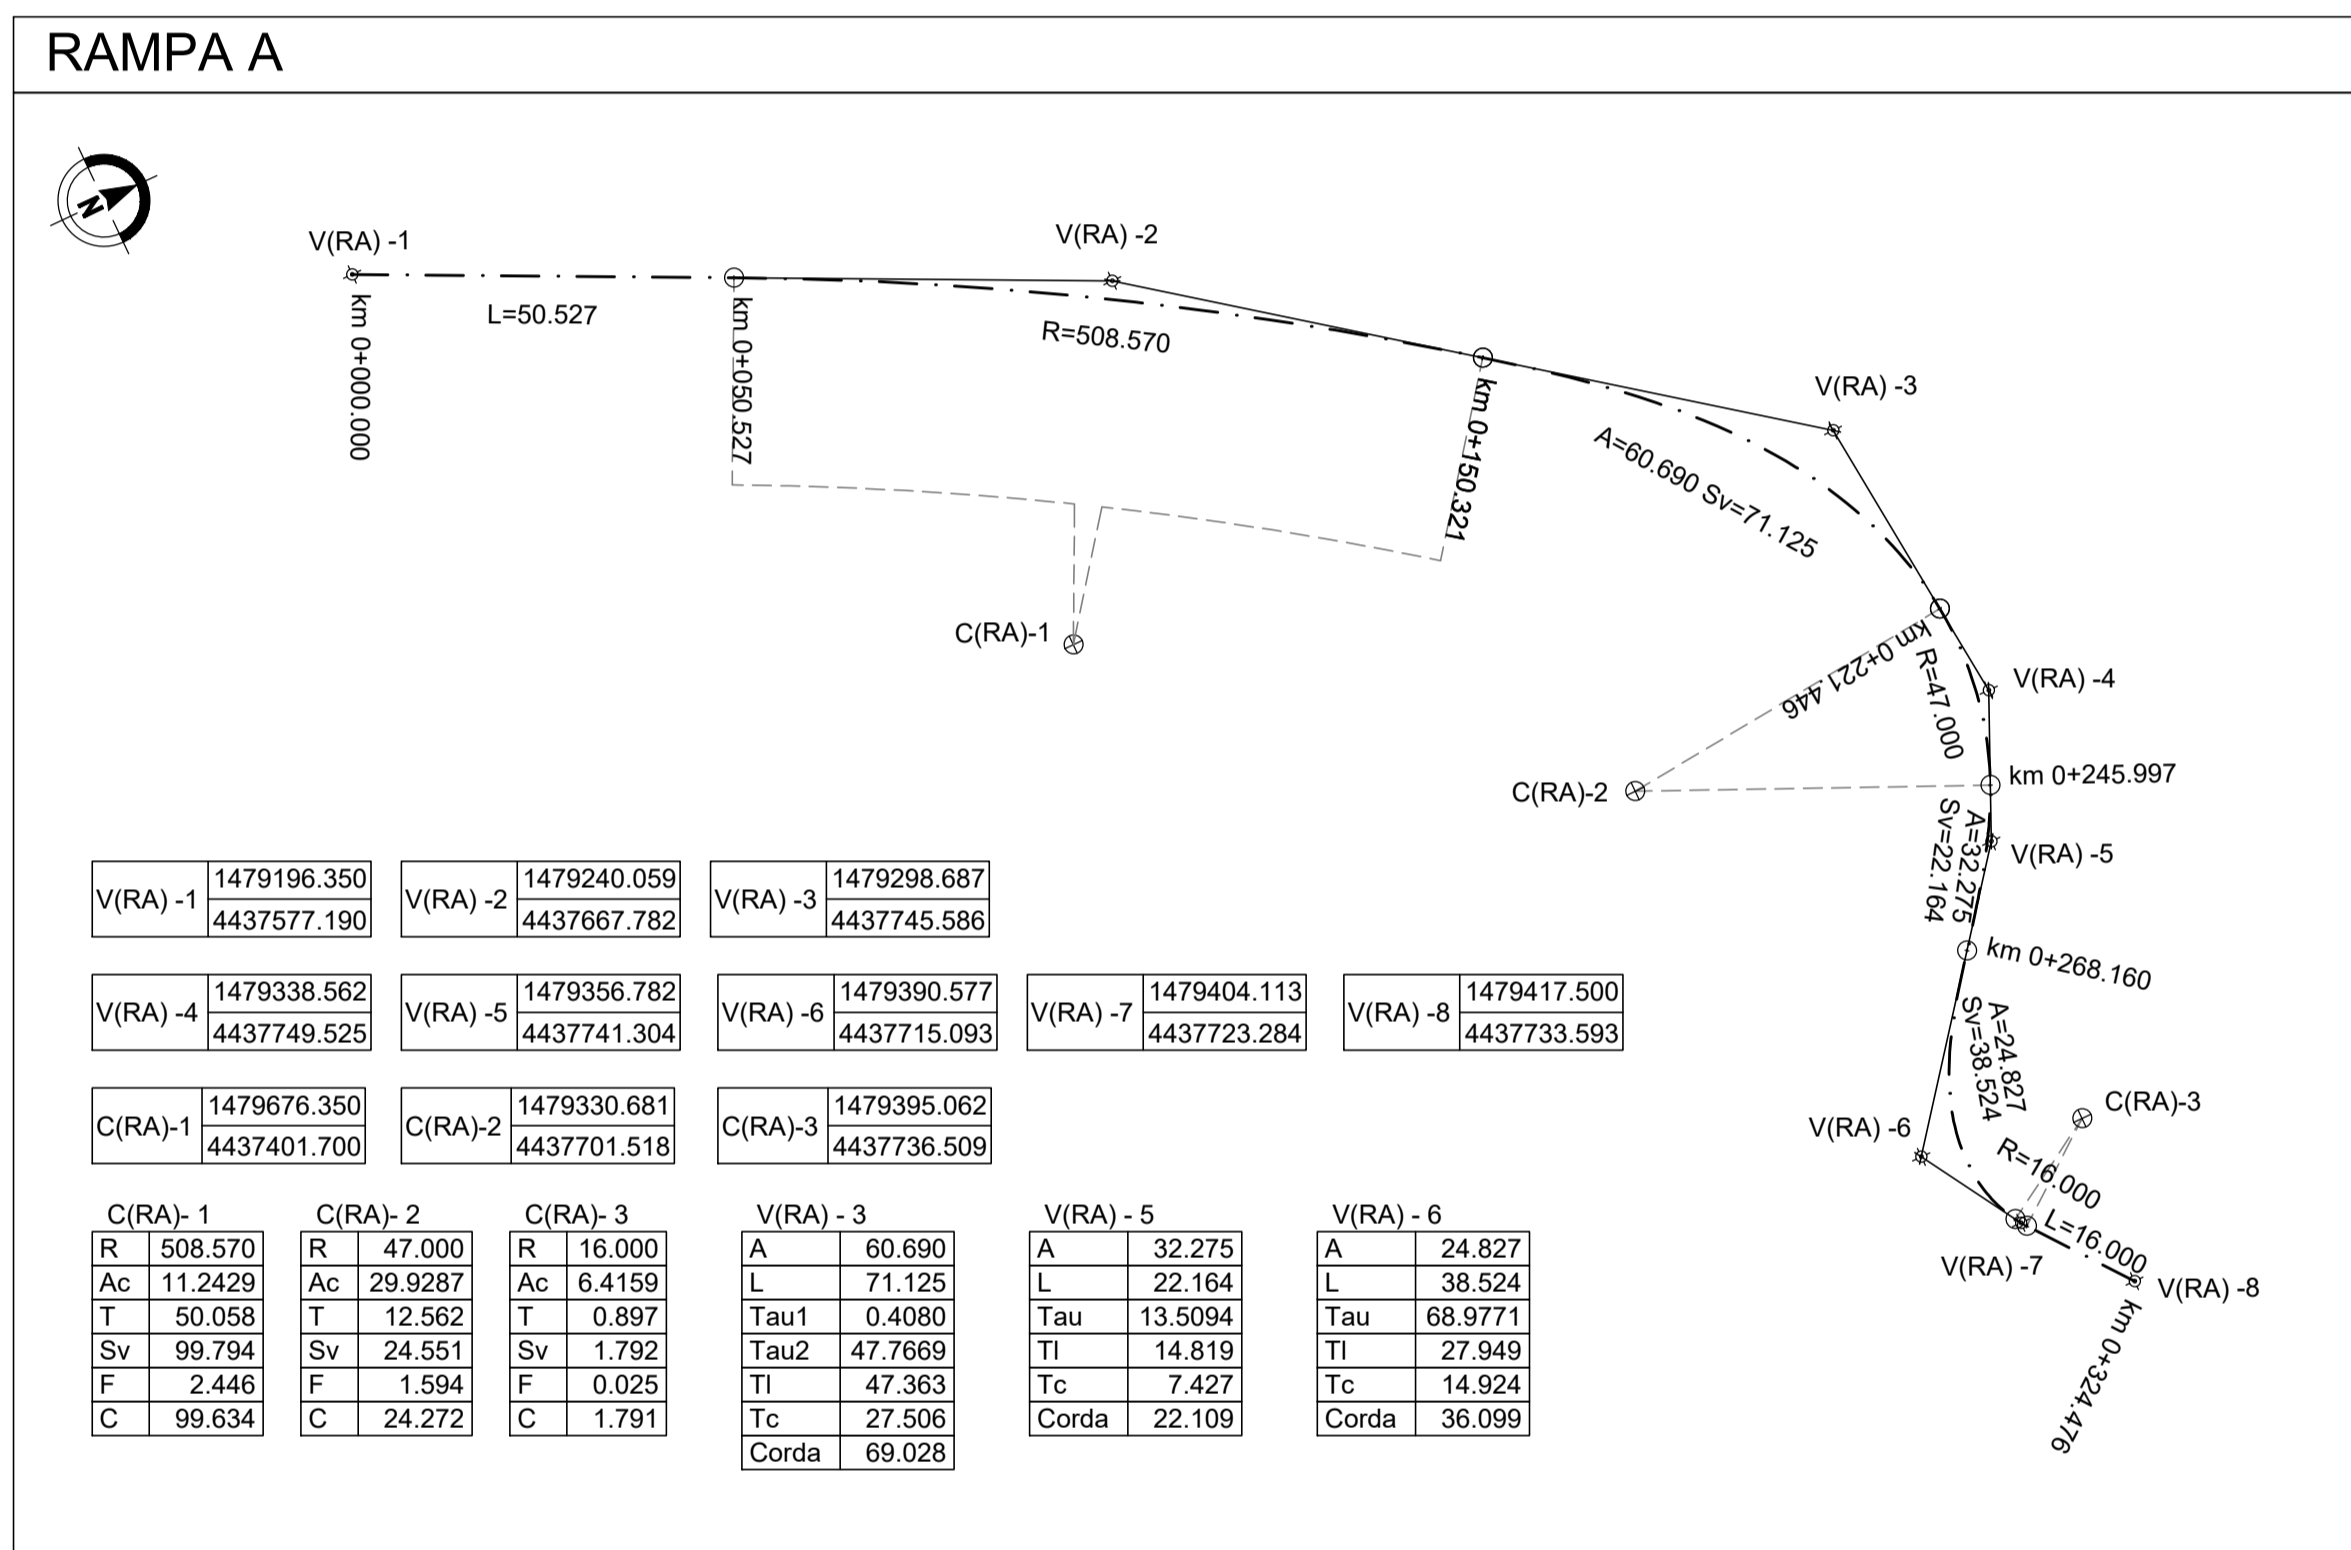 RAMPA A
N
V(RA) -1
V(RA) -2
km 0+000.000
L=50.527
km 0+050.527
R=508.570
km 0+150.321
V(RA) -3
A=60.690 Sv=71.125
C(RA)-1
km 0+221.446
R=47.000
V(RA) -4
C(RA)-2
km 0+245.997
A=32.275
Sv=22.164
V(RA) -5
km 0+268.160
A=24.827
Sv=38.524
C(RA)-3
V(RA) -6
R=16.000
L=16.000
V(RA) -7
V(RA) -8
km 0+324.476
V(RA) -1 1479196.350 4437577.190
V(RA) -2 1479240.059 4437667.782
V(RA) -3 1479298.687 4437745.586
V(RA) -4 1479338.562 4437749.525
V(RA) -5 1479356.782 4437741.304
V(RA) -6 1479390.577 4437715.093
V(RA) -7 1479404.113 4437723.284
V(RA) -8 1479417.500 4437733.593
C(RA)-1 1479676.350 4437401.700
C(RA)-2 1479330.681 4437701.518
C(RA)-3 1479395.062 4437736.509
C(RA)- 1
R 508.570
Ac 11.2429
T 50.058
Sv 99.794
F 2.446
C 99.634
C(RA)- 2
R 47.000
Ac 29.9287
T 12.562
Sv 24.551
F 1.594
C 24.272
C(RA)- 3
R 16.000
Ac 6.4159
T 0.897
Sv 1.792
F 0.025
C 1.791
V(RA) - 3
A 60.690
L 71.125
Tau1 0.4080
Tau2 47.7669
Tl 47.363
Tc 27.506
Corda 69.028
V(RA) - 5
A 32.275
L 22.164
Tau 13.5094
Tl 14.819
Tc 7.427
Corda 22.109
V(RA) - 6
A 24.827
L 38.524
Tau 68.9771
Tl 27.949
Tc 14.924
Corda 36.099